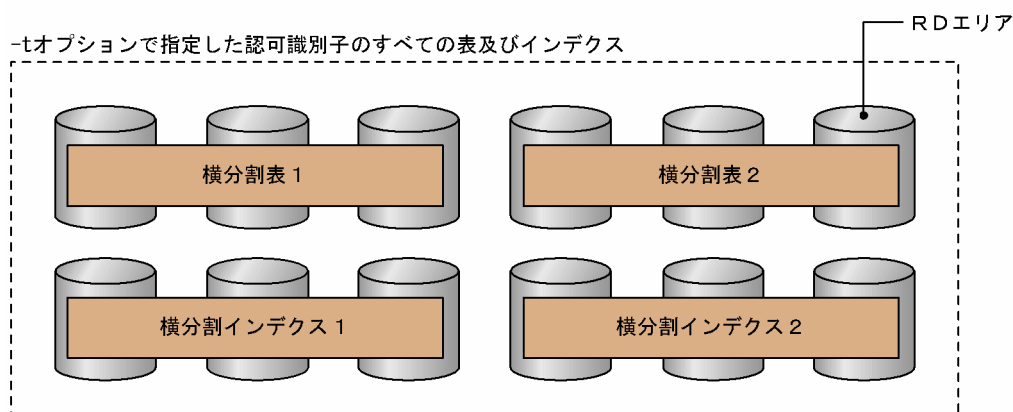 RDエリア
-tオプションで指定した認可識別子のすべての表及びインデクス
横分割表1
横分割表2
横分割インデクス1
横分割インデクス2